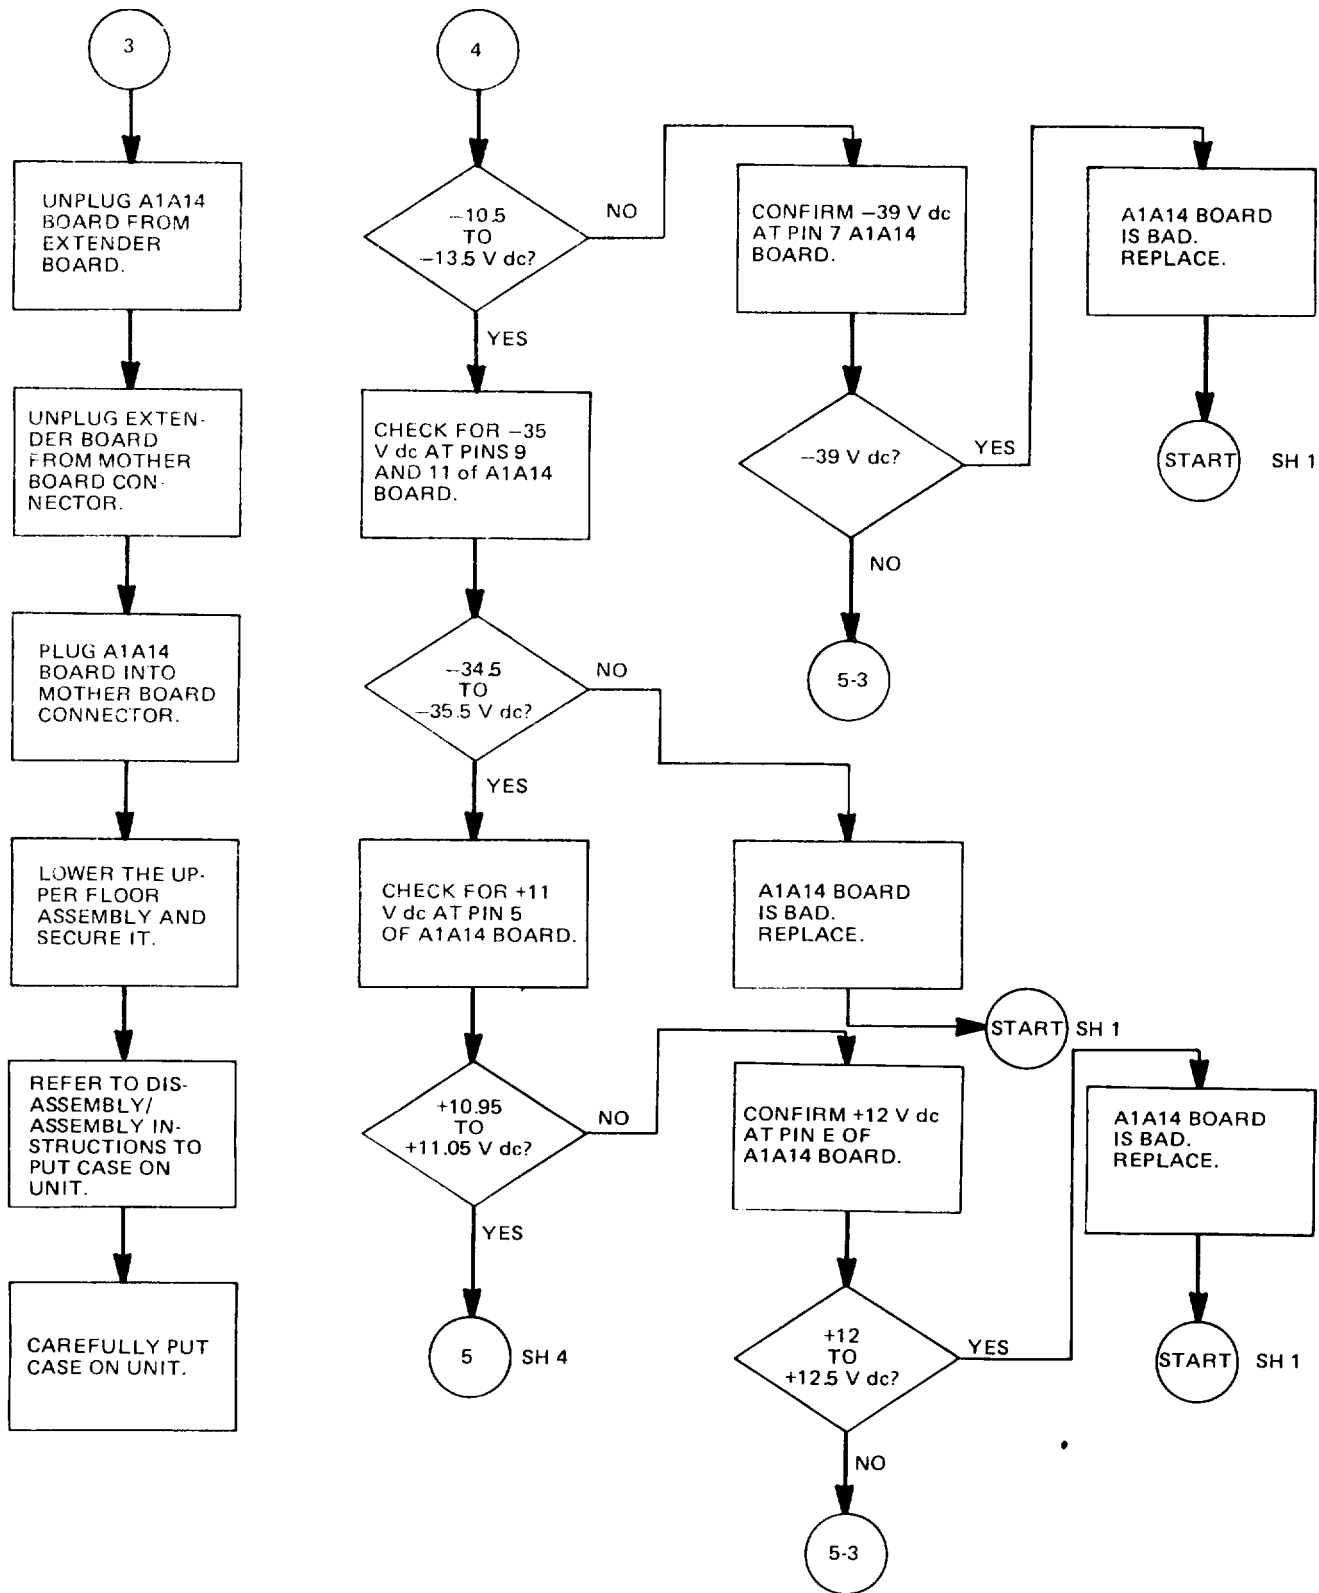 3
UNPLUG A1A14
BOARD FROM
EXTENDER
BOARD.
UNPLUG EXTEN-
DER BOARD
FROM MOTHER
BOARD CON-
NECTOR.
PLUG A1A14
BOARD INTO
MOTHER BOARD
CONNECTOR.
LOWER THE UP-
PER FLOOR
ASSEMBLY AND
SECURE IT.
REFER TO DIS-
ASSEMBLY/
ASSEMBLY IN-
STRUCTIONS TO
PUT CASE ON
UNIT.
CAREFULLY PUT
CASE ON UNIT.
4
−10.5
TO
−13.5 V dc?
NO
YES
CONFIRM −39 V dc
AT PIN 7 A1A14
BOARD.
−39 V dc?
YES
NO
A1A14 BOARD
IS BAD.
REPLACE.
START SH 1
5-3
CHECK FOR −35
V dc AT PINS 9
AND 11 of A1A14
BOARD.
−34.5
TO
−35.5 V dc?
NO
YES
A1A14 BOARD
IS BAD.
REPLACE.
START SH 1
CHECK FOR +11
V dc AT PIN 5
OF A1A14 BOARD.
+10.95
TO
+11.05 V dc?
NO
YES
5 SH 4
CONFIRM +12 V dc
AT PIN E OF
A1A14 BOARD.
+12
TO
+12.5 V dc?
YES
NO
A1A14 BOARD
IS BAD.
REPLACE.
START SH 1
5-3